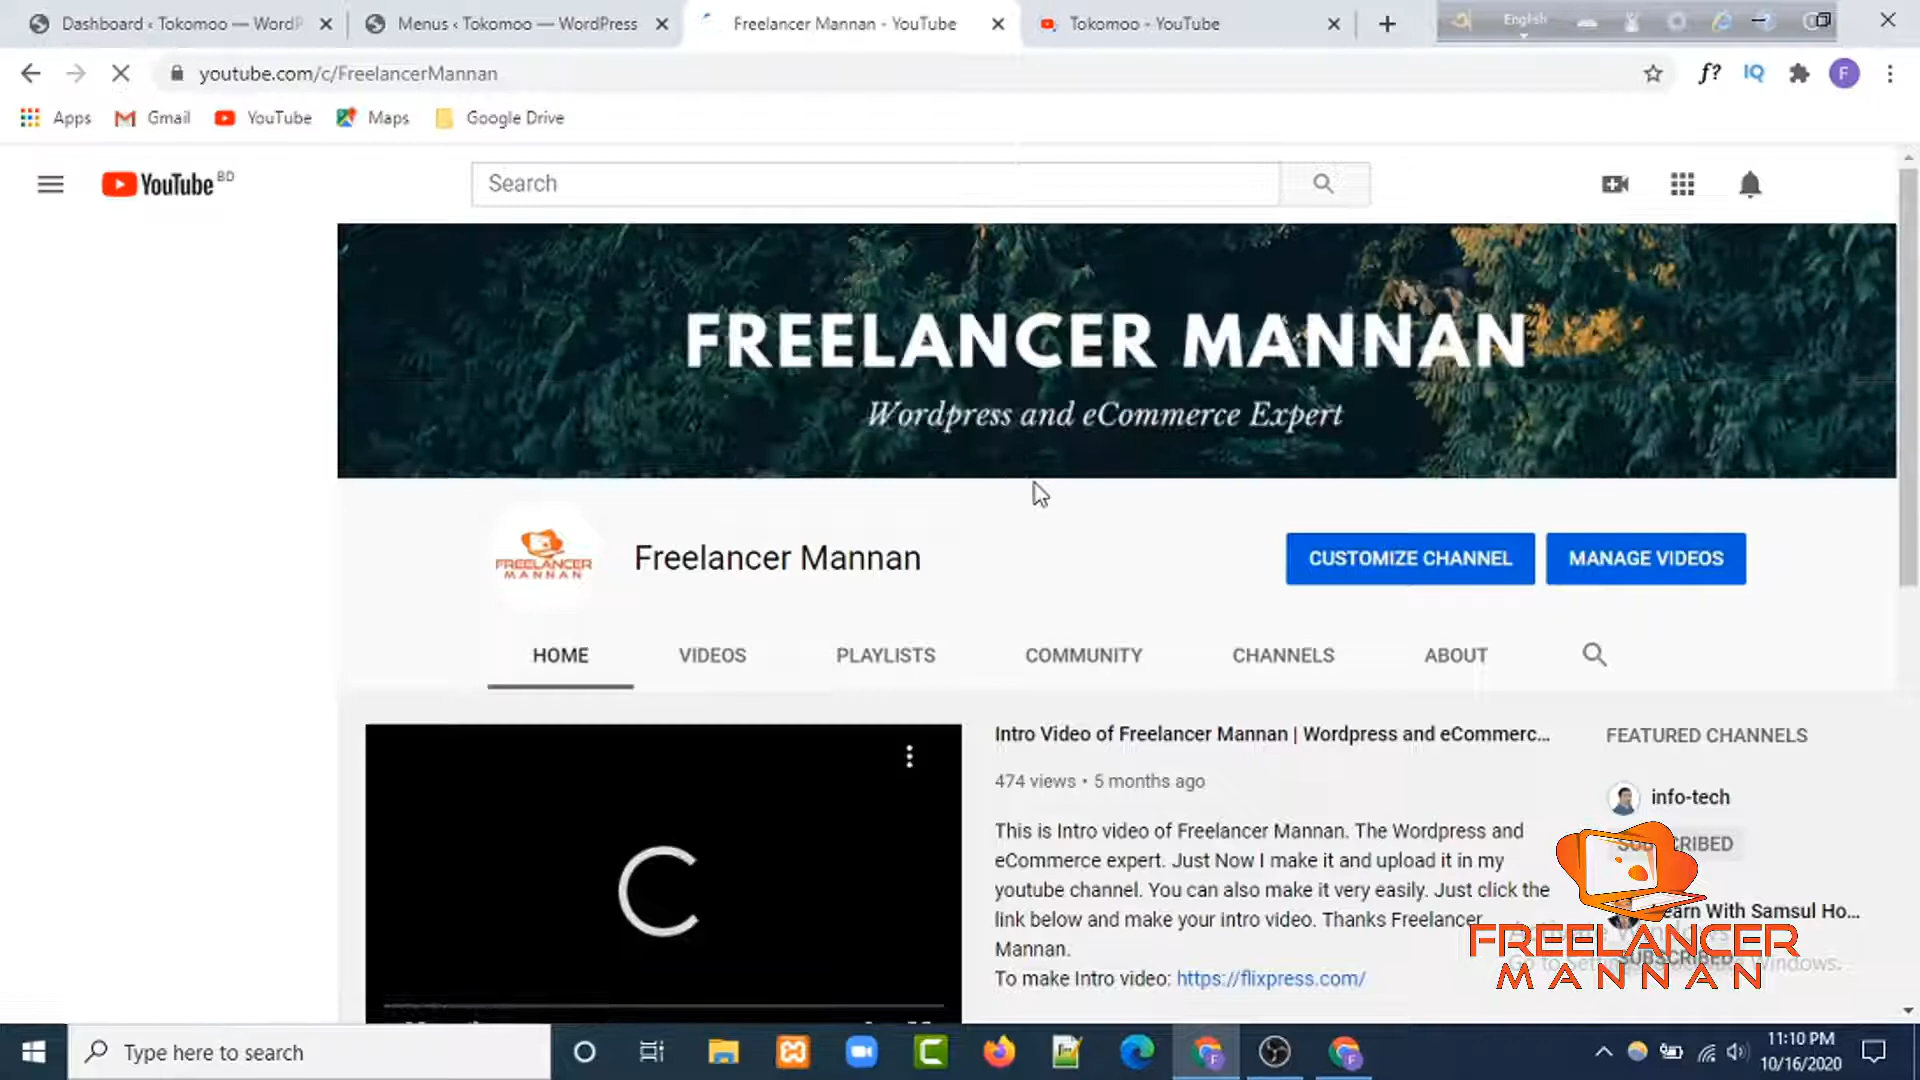 Dashboard ‹ Tokomoo — WordP
Menus ‹ Tokomoo — WordPress
Freelancer Mannan - YouTube
Tokomoo - YouTube
English
youtube.com/c/FreelancerMannan
f?
IQ
F
Apps
Gmail
YouTube
Maps
Google Drive
YouTube BD
Search
FREELANCER MANNAN
Wordpress and eCommerce Expert
FREELANCER
MANNAN
Freelancer Mannan
CUSTOMIZE CHANNEL
MANAGE VIDEOS
HOME
VIDEOS
PLAYLISTS
COMMUNITY
CHANNELS
ABOUT
Intro Video of Freelancer Mannan | Wordpress and eCommerc...
474 views • 5 months ago
This is Intro video of Freelancer Mannan. The Wordpress and
eCommerce expert. Just Now I make it and upload it in my
youtube channel. You can also make it very easily. Just click the
link below and make your intro video. Thanks Freelancer
Mannan.
To make Intro video: https://flixpress.com/
FEATURED CHANNELS
info-tech
With Samsul Ho...
SUBSCRIBED
FREELANCER
MANNAN
Type here to search
11:10 PM
10/16/2020